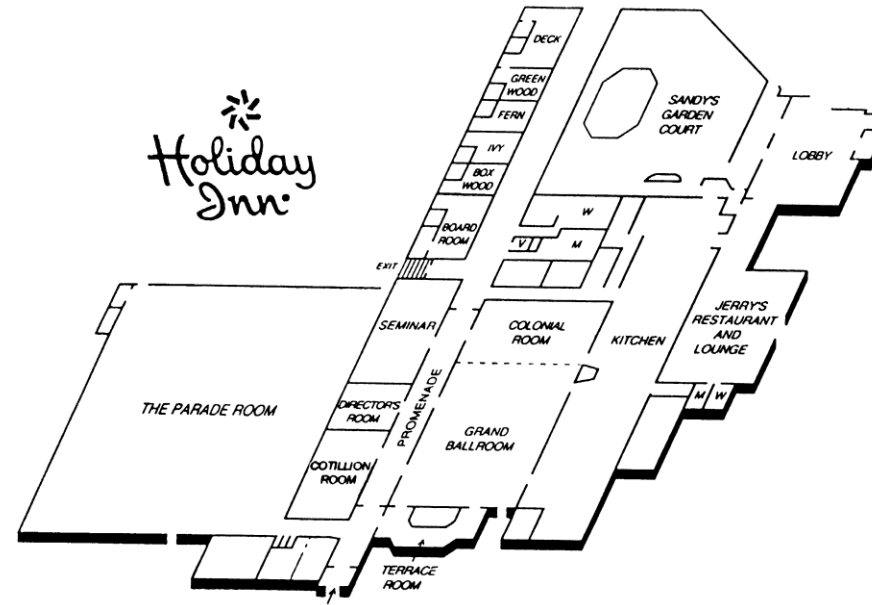 Holiday
Inn
DECK
GREEN
WOOD
FERN
IVY
BOX
WOOD
BOARD
ROOM
EXIT
SANDY'S
GARDEN
COURT
LOBBY
W
V
M
SEMINAR
COLONIAL
ROOM
KITCHEN
JERRY'S
RESTAURANT
AND
LOUNGE
M W
THE PARADE ROOM
DIRECTOR'S
ROOM
PROMENADE
GRAND
BALLROOM
COTILLION
ROOM
TERRACE
ROOM